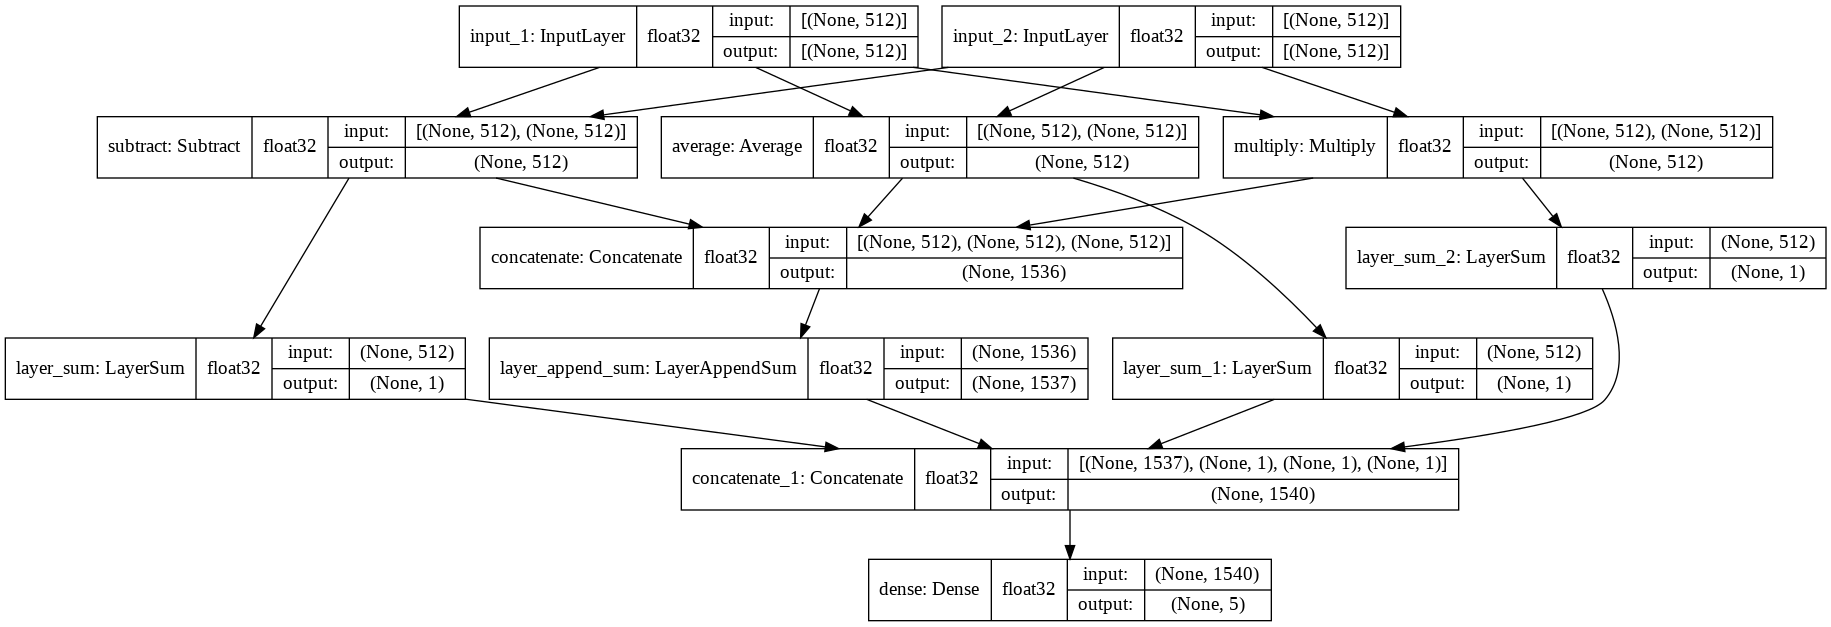 input_1: InputLayer float32 input: [(None, 512)]
output: [(None, 512)]
input_2: InputLayer float32 input: [(None, 512)]
output: [(None, 512)]
subtract: Subtract float32 input: [(None, 512), (None, 512)]
output: (None, 512)
average: Average float32 input: [(None, 512), (None, 512)]
output: (None, 512)
multiply: Multiply float32 input: [(None, 512), (None, 512)]
output: (None, 512)
concatenate: Concatenate float32 input: [(None, 512), (None, 512), (None, 512)]
output: (None, 1536)
layer_sum_2: LayerSum float32 input: (None, 512)
output: (None, 1)
layer_sum: LayerSum float32 input: (None, 512)
output: (None, 1)
layer_append_sum: LayerAppendSum float32 input: (None, 1536)
output: (None, 1537)
layer_sum_1: LayerSum float32 input: (None, 512)
output: (None, 1)
concatenate_1: Concatenate float32 input: [(None, 1537), (None, 1), (None, 1), (None, 1)]
output: (None, 1540)
dense: Dense float32 input: (None, 1540)
output: (None, 5)